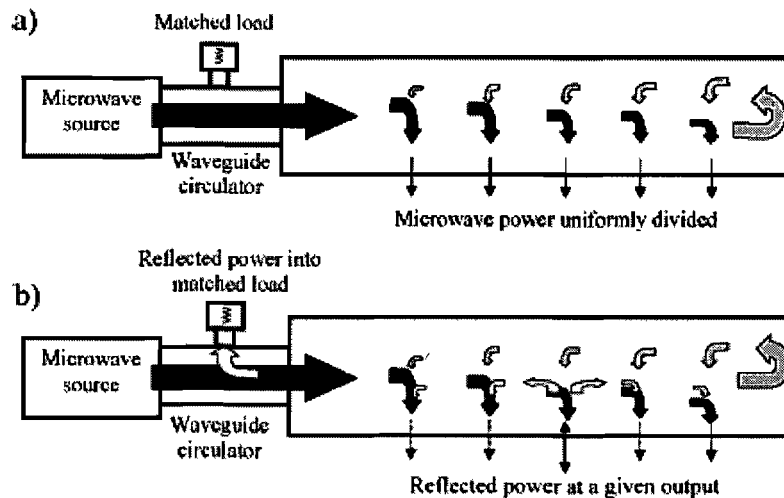 a)
Matched load
Microwave
source
Waveguide
circulator
Microwave power uniformly divided
Reflected power into
matched load
b)
Microwave
source
Waveguide
circulator
Reflected power at a given output